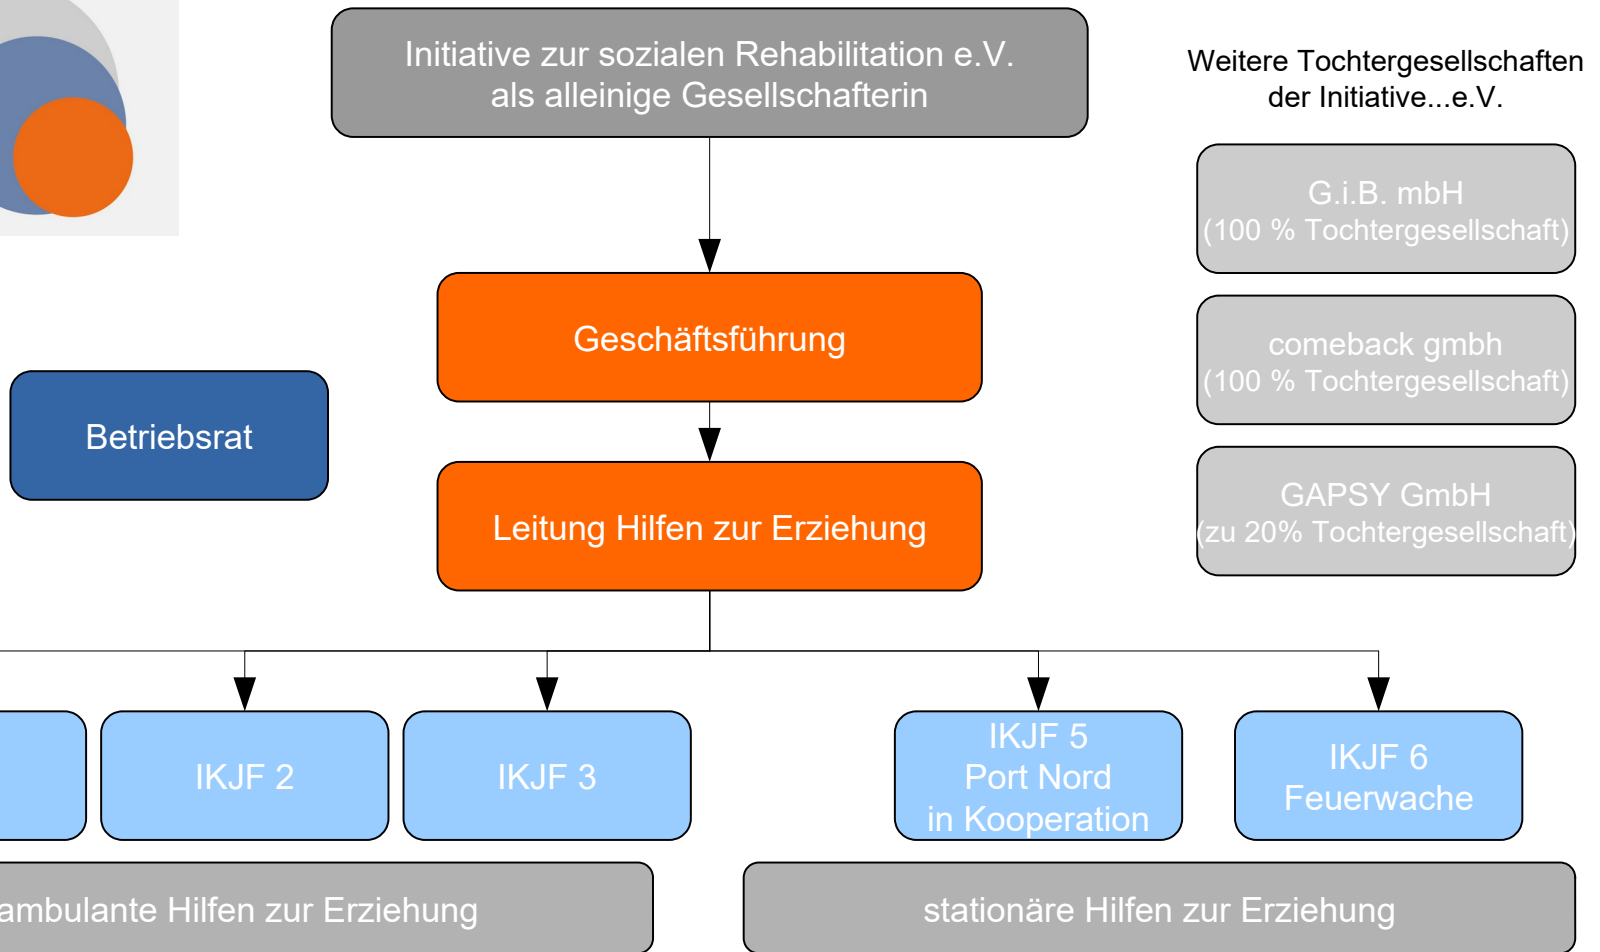 Initiative zur sozialen Rehabilitation e.V.
als alleinige Gesellschafterin
Weitere Tochtergesellschaften
der Initiative...e.V.
G.i.B. mbH
(100 % Tochtergesellschaft)
Geschäftsführung
comeback gmbh
(100 % Tochtergesellschaft)
Betriebsrat
GAPSY GmbH
(zu 20% Tochtergesellschaft)
Leitung Hilfen zur Erziehung
IKJF 2
IKJF 3
IKJF 5
Port Nord
in Kooperation
IKJF 6
Feuerwache
ambulante Hilfen zur Erziehung
stationäre Hilfen zur Erziehung